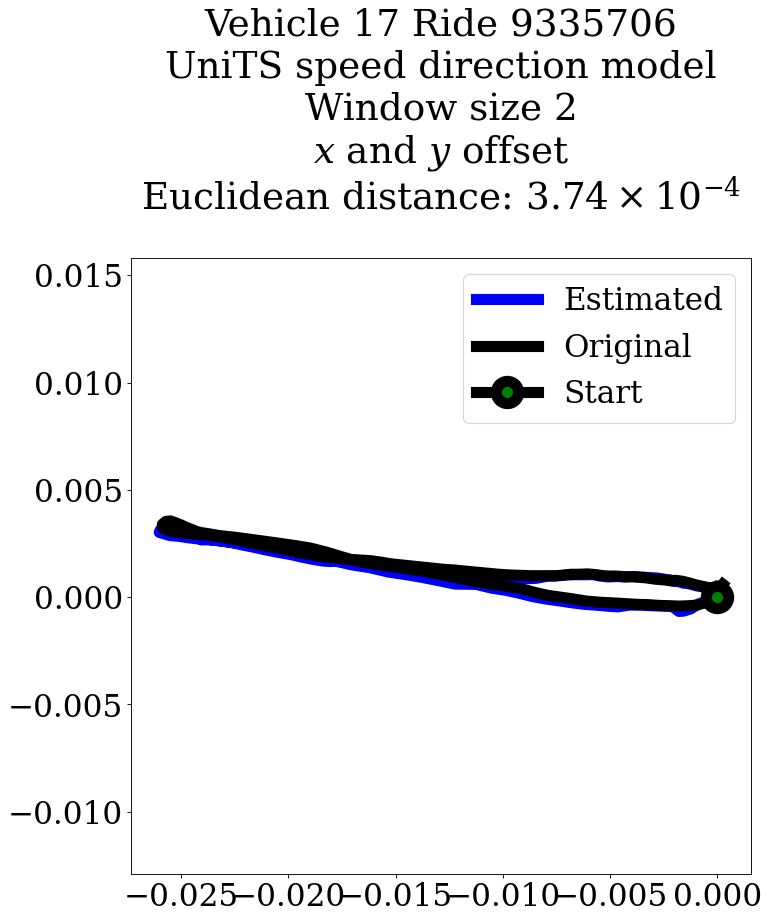 Vehicle 17 Ride 9335706
UniTS speed direction model
Window size 2
x and y offset
Euclidean distance: 3.74 × 10⁻⁴
Estimated
Original
Start
0.015
0.010
0.005
0.000
−0.005
−0.010
−0.025 −0.020 −0.015 −0.010 −0.005 0.000